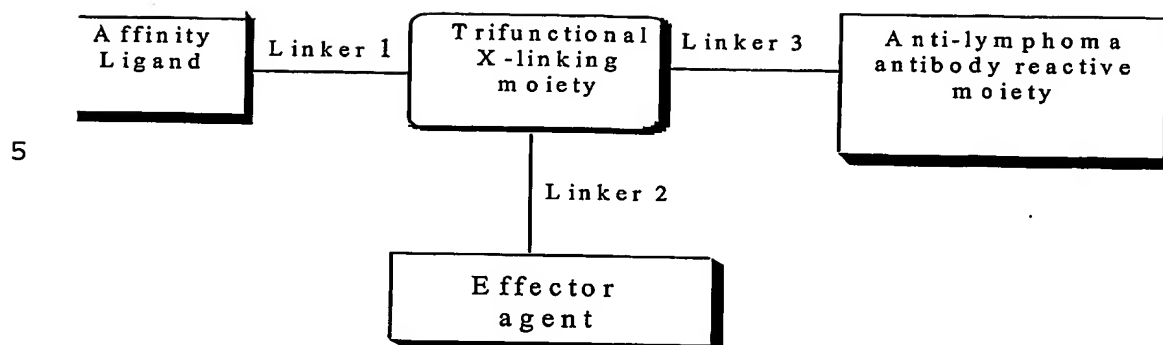 Affinity
Ligand
Linker 1
Trifunctional
X-linking
moiety
Linker 3
Anti-lymphoma
antibody reactive
moiety
5
Linker 2
Effector
agent